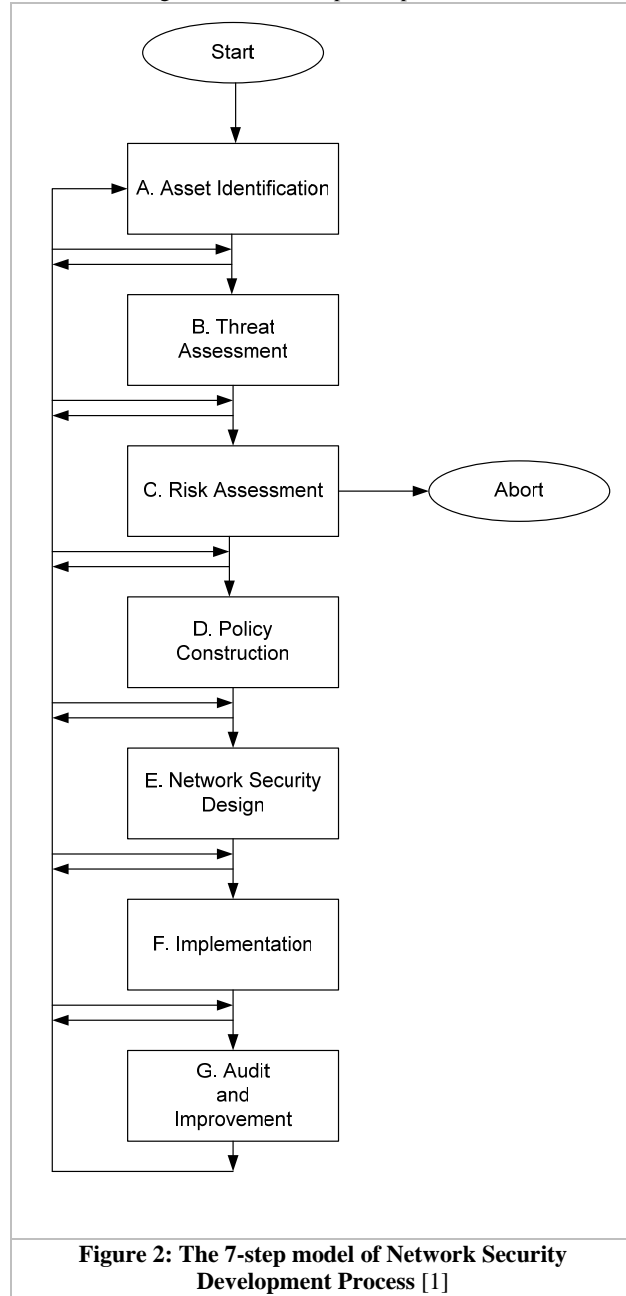 Start
A. Asset Identification
B. Threat
Assessment
C. Risk Assessment
Abort
D. Policy
Construction
E. Network Security
Design
F. Implementation
G. Audit
and
Improvement
Figure 2: The 7-step model of Network Security
Development Process [1]